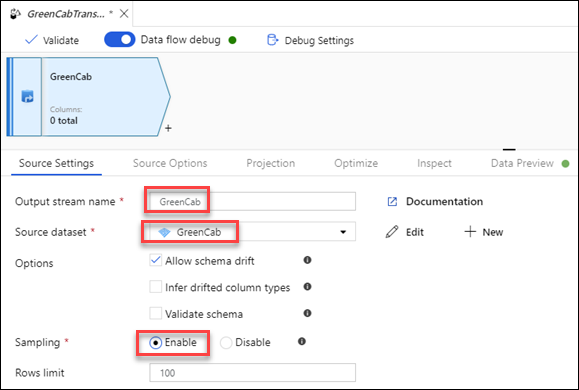 GreenCabTrans... *
Validate Data flow debug Debug Settings
GreenCab
Columns:
0 total
+
Source Settings Source Options Projection Optimize Inspect Data Preview
Output stream name * GreenCab Documentation
Source dataset * GreenCab Edit + New
Options Allow schema drift
Infer drifted column types
Validate schema
Sampling * Enable Disable
Rows limit 100